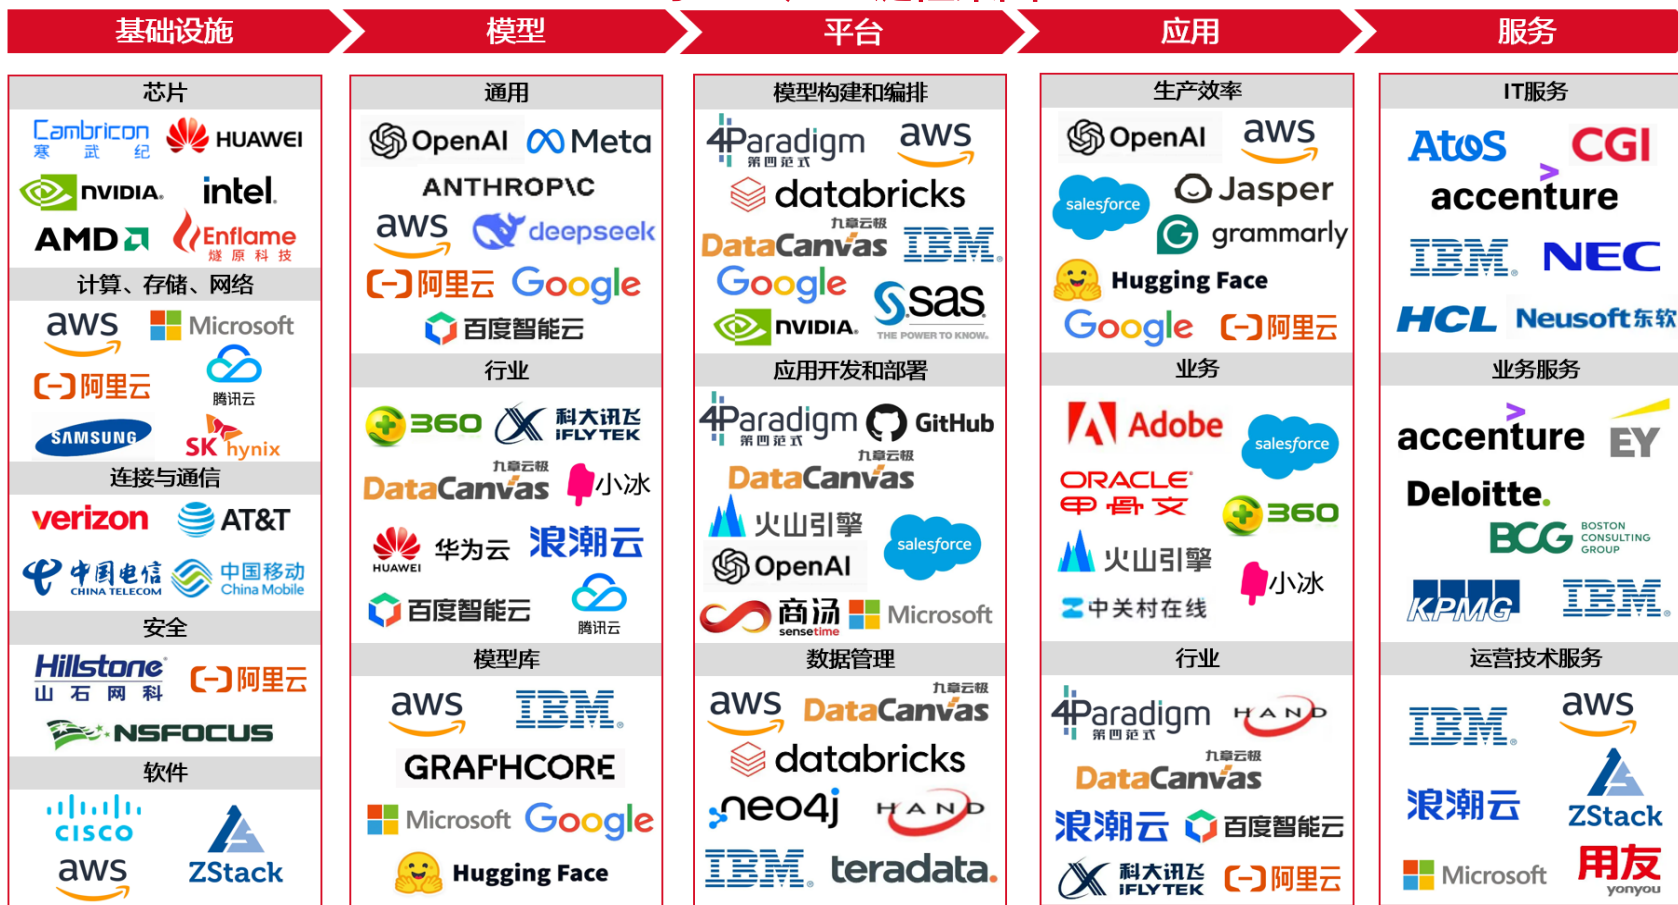 基础设施
模型
平台
应用
服务
芯片
Cambricon
寒武纪
HUAWEI
NVIDIA.
intel.
AMD
Enflame
燧原科技
计算、存储、网络
aws
Microsoft
阿里云
腾讯云
SAMSUNG
SK hynix
连接与通信
verizon
AT&T
中国电信
CHINA TELECOM
中国移动
China Mobile
安全
Hillstone
山石网科
阿里云
NSFOCUS
软件
CISCO
aws
ZStack
通用
OpenAI
Meta
ANTHROP\C
aws
deepseek
阿里云
Google
百度智能云
行业
360
科大讯飞
iFLYTEK
九章云极
DataCanvas
小冰
HUAWEI
华为云
浪潮云
百度智能云
腾讯云
模型库
aws
IBM
GRAPHCORE
Microsoft
Google
Hugging Face
模型构建和编排
4Paradigm
第四范式
aws
databricks
九章云极
DataCanvas
IBM
Google
sas
THE POWER TO KNOW.
NVIDIA.
应用开发和部署
4Paradigm
第四范式
GitHub
九章云极
DataCanvas
火山引擎
salesforce
OpenAI
商汤
sensetime
Microsoft
数据管理
aws
九章云极
DataCanvas
databricks
neo4j
HAND
IBM
teradata.
生产效率
OpenAI
aws
salesforce
Jasper
grammarly
Hugging Face
Google
阿里云
业务
Adobe
salesforce
ORACLE
甲骨文
360
火山引擎
小冰
中关村在线
行业
4Paradigm
第四范式
HAND
九章云极
DataCanvas
浪潮云
百度智能云
科大讯飞
iFLYTEK
阿里云
IT服务
Atos
CGI
accenture
IBM
NEC
HCL
Neusoft东软
业务服务
accenture
EY
Deloitte.
BCG
BOSTON
CONSULTING
GROUP
KPMG
IBM
运营技术服务
IBM
aws
浪潮云
ZStack
Microsoft
用友
yonyou